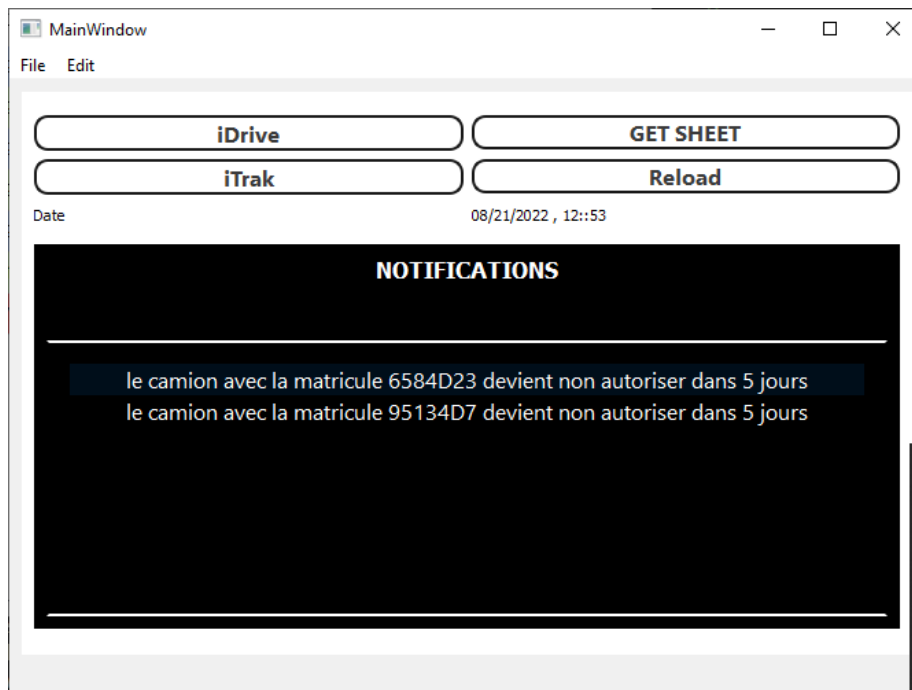 MainWindow
File Edit
iDrive GET SHEET
iTrak Reload
Date 08/21/2022 , 12::53
NOTIFICATIONS
le camion avec la matricule 6584D23 devient non autoriser dans 5 jours
le camion avec la matricule 95134D7 devient non autoriser dans 5 jours